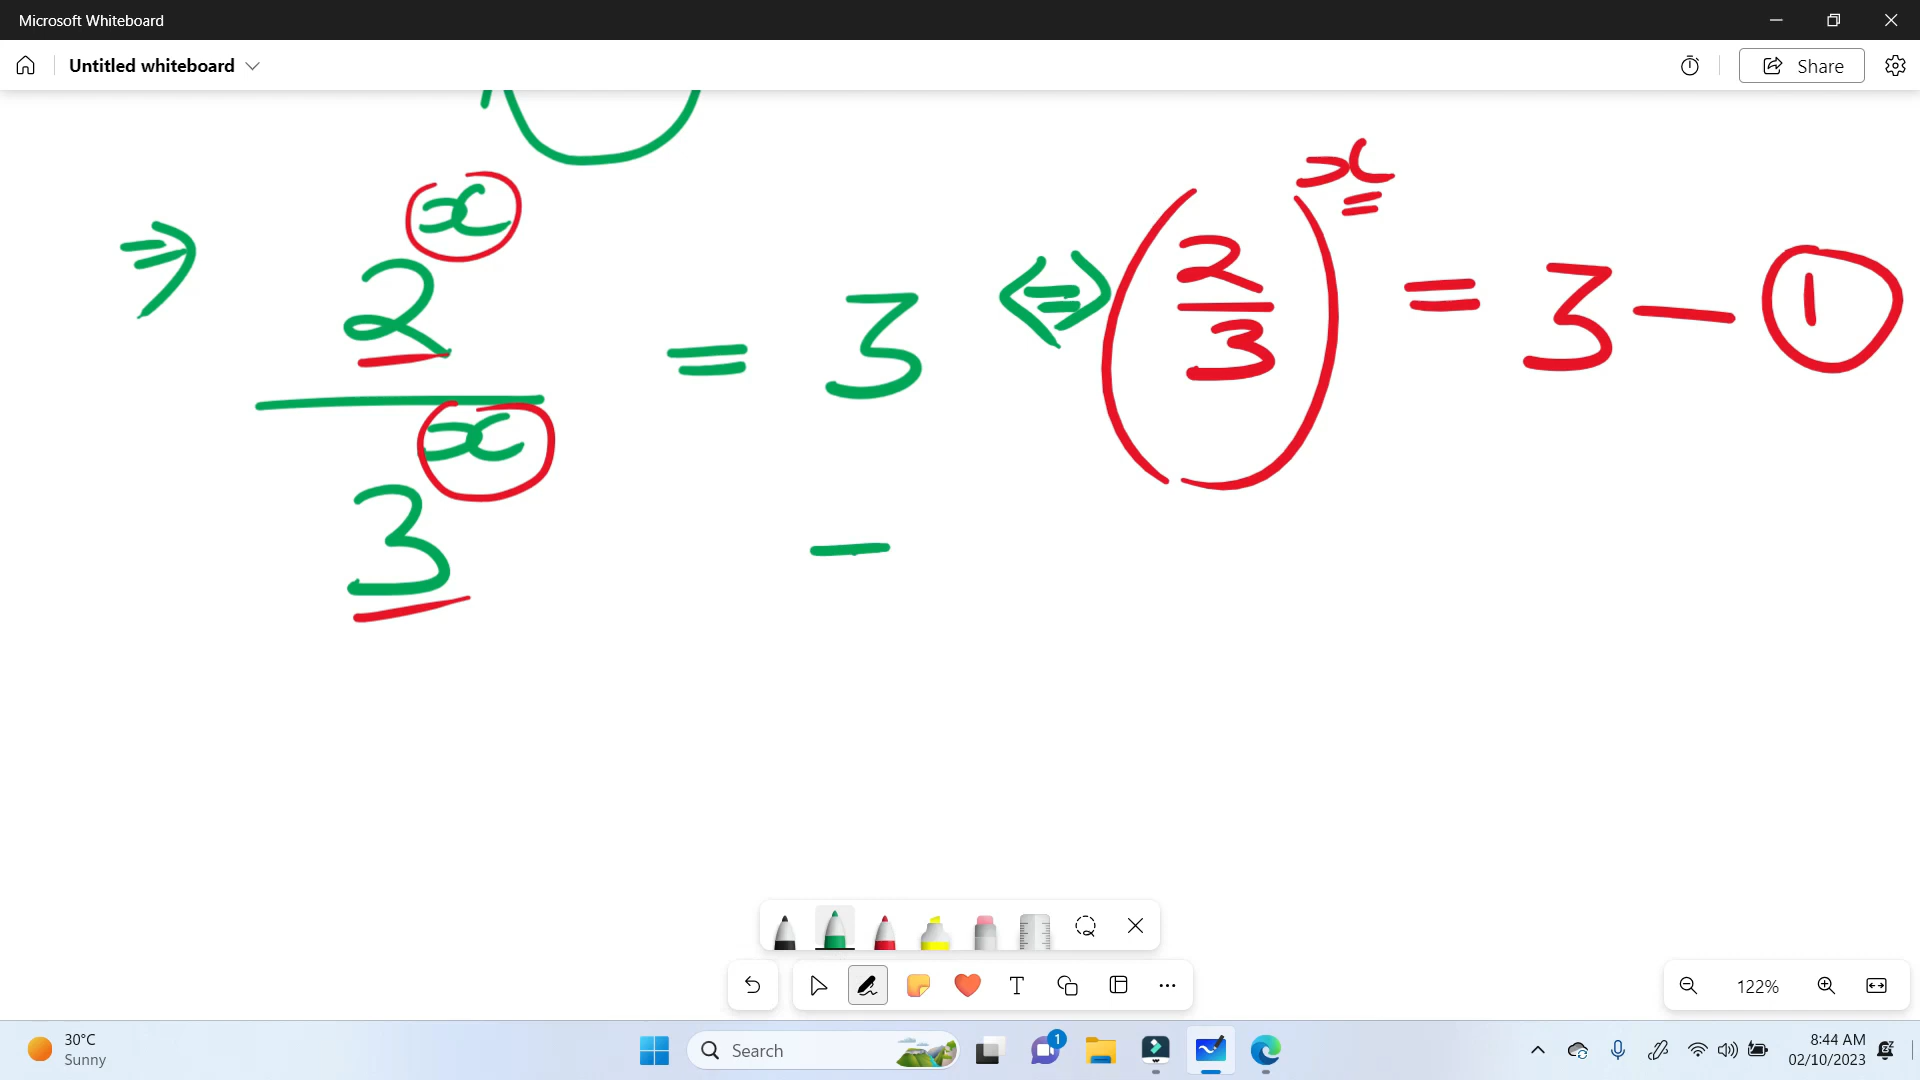 Microsoft Whiteboard
Untitled whiteboard
Share
⇒ 2^x / 3^x = 3 ⇔ (2/3)^x = 3 — ①
—
122%
30°C
Sunny
Search
1
8:44 AM
02/10/2023